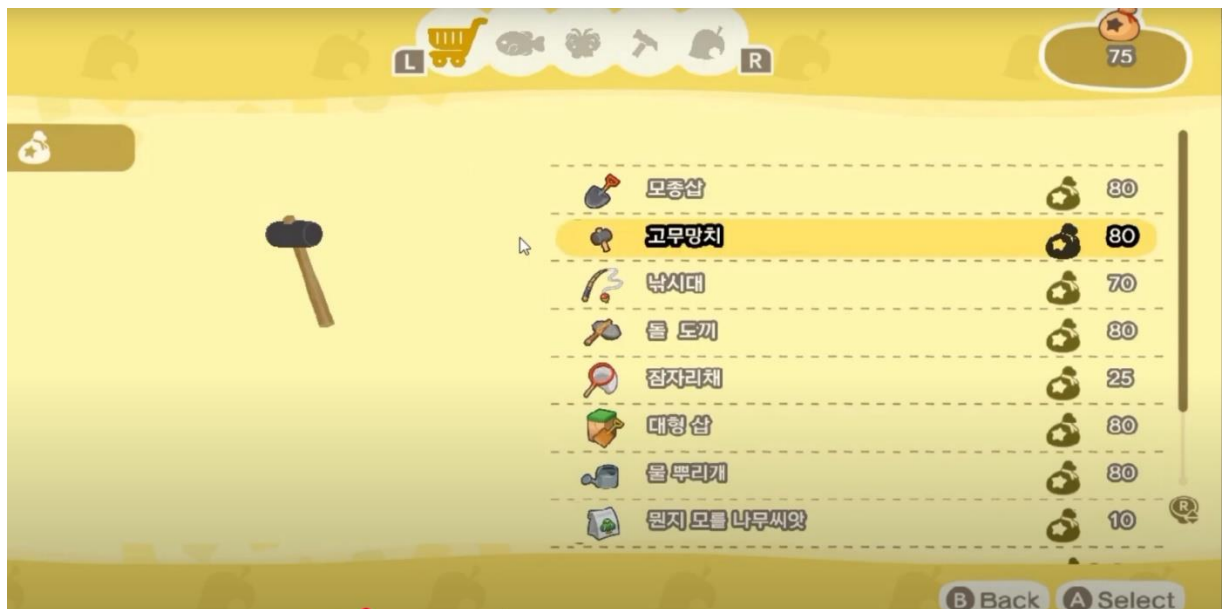 L R
75
모종삽 80
고무망치 80
낚시대 70
돌 도끼 80
잠자리채 25
대형 삽 80
물 뿌리개 80
뭔지 모를 나무씨앗 10
R
B Back A Select